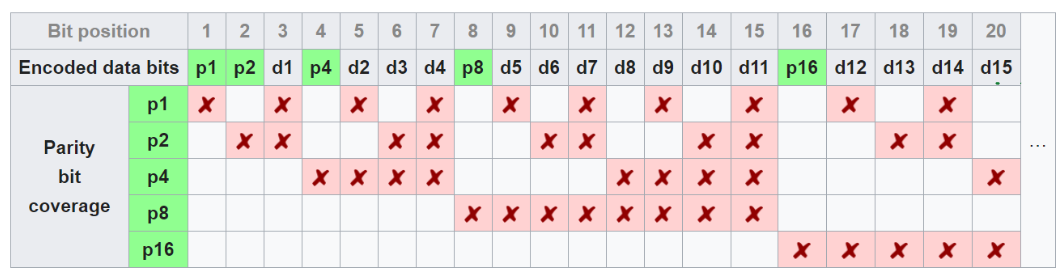 Bit position 1 2 3 4 5 6 7 8 9 10 11 12 13 14 15 16 17 18 19 20
Encoded data bits p1 p2 d1 p4 d2 d3 d4 p8 d5 d6 d7 d8 d9 d10 d11 p16 d12 d13 d14 d15
Parity
bit
coverage
p1 ✘ ✘ ✘ ✘ ✘ ✘ ✘ ✘ ✘ ✘
p2 ✘ ✘ ✘ ✘ ✘ ✘ ✘ ✘ ✘ ✘
p4 ✘ ✘ ✘ ✘ ✘ ✘ ✘ ✘ ✘
p8 ✘ ✘ ✘ ✘ ✘ ✘ ✘ ✘
p16 ✘ ✘ ✘ ✘ ✘
...